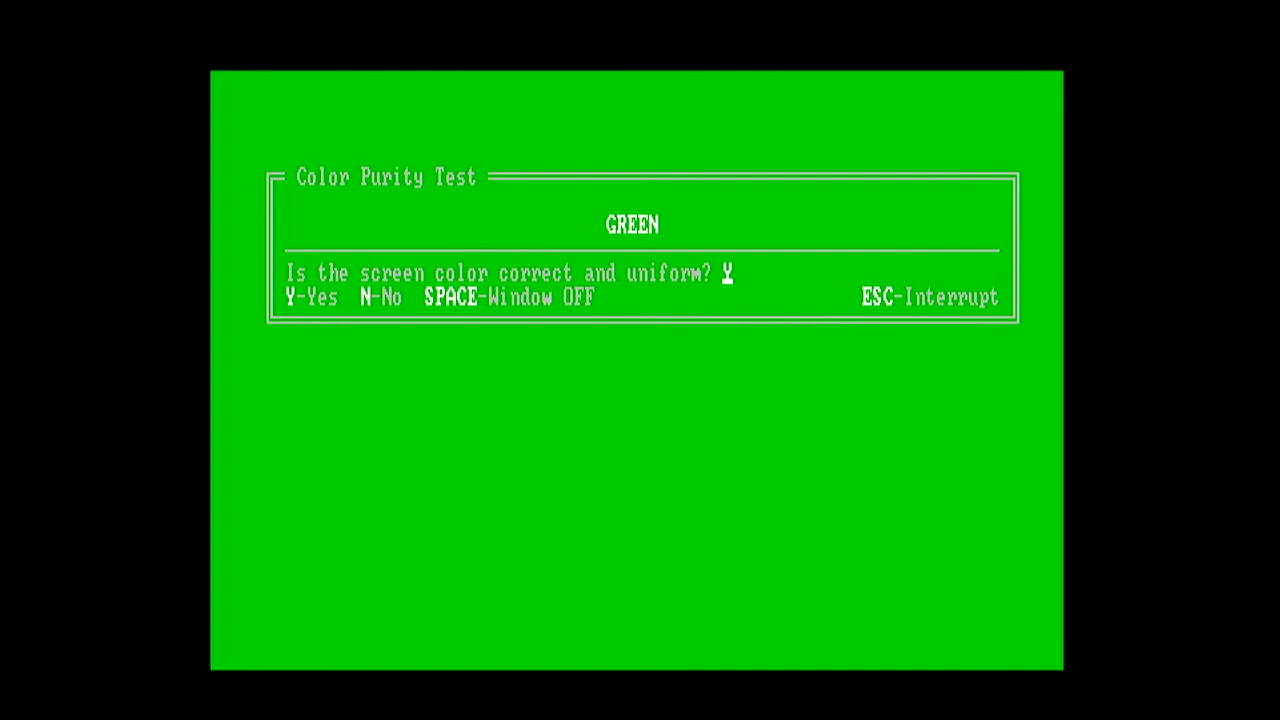 Color Purity Test
GREEN
Is the screen color correct and uniform? Y
Y-Yes  N-No  SPACE-Window OFF  ESC-Interrupt